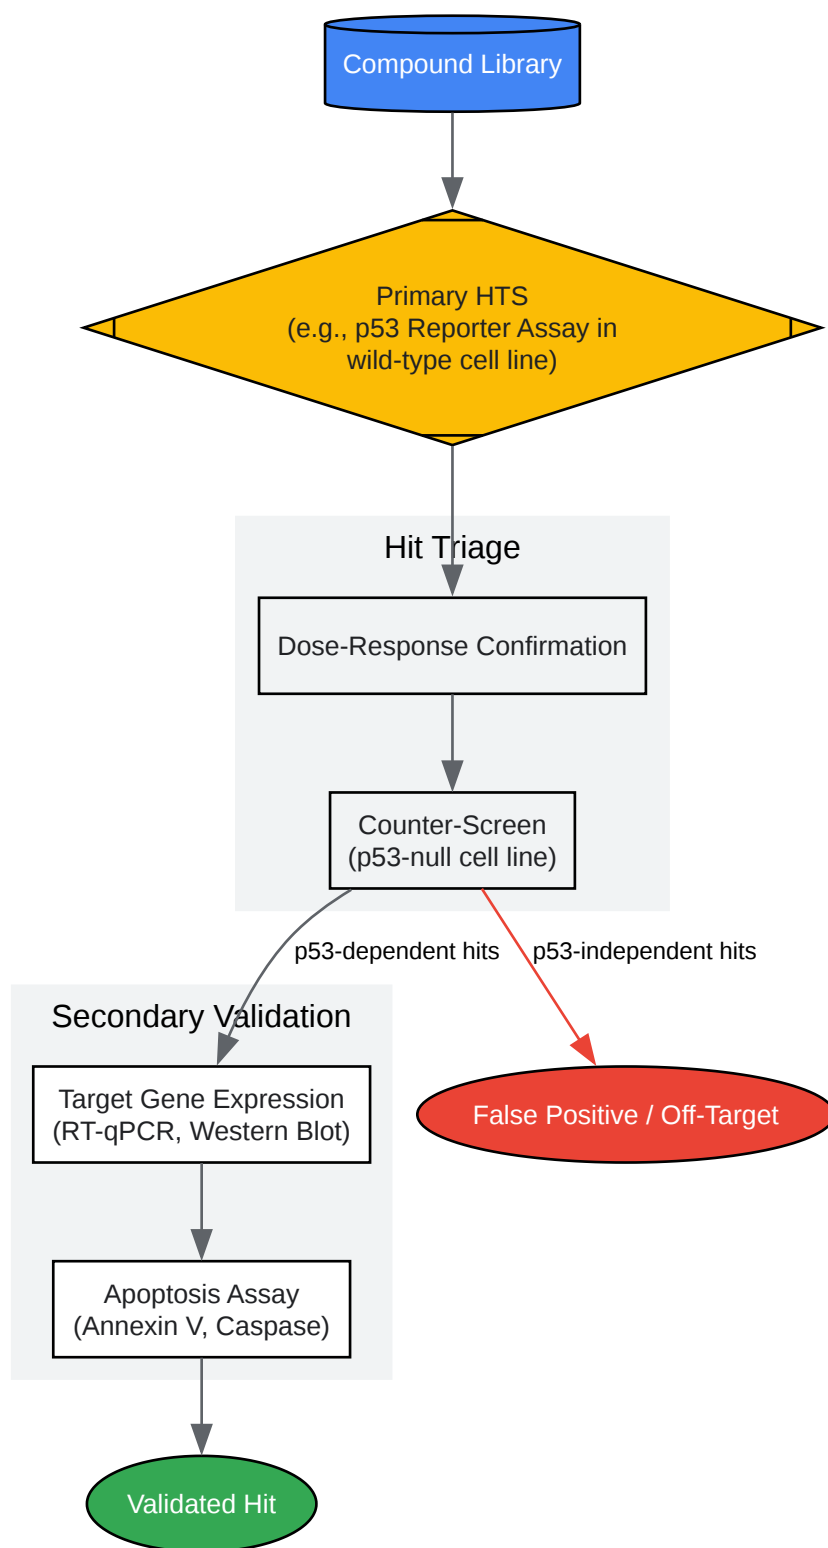 Compound Library
Primary HTS
(e.g., p53 Reporter Assay in
wild-type cell line)
Hit Triage
Dose-Response Confirmation
Counter-Screen
(p53-null cell line)
p53-dependent hits
p53-independent hits
Secondary Validation
Target Gene Expression
(RT-qPCR, Western Blot)
False Positive / Off-Target
Apoptosis Assay
(Annexin V, Caspase)
Validated Hit